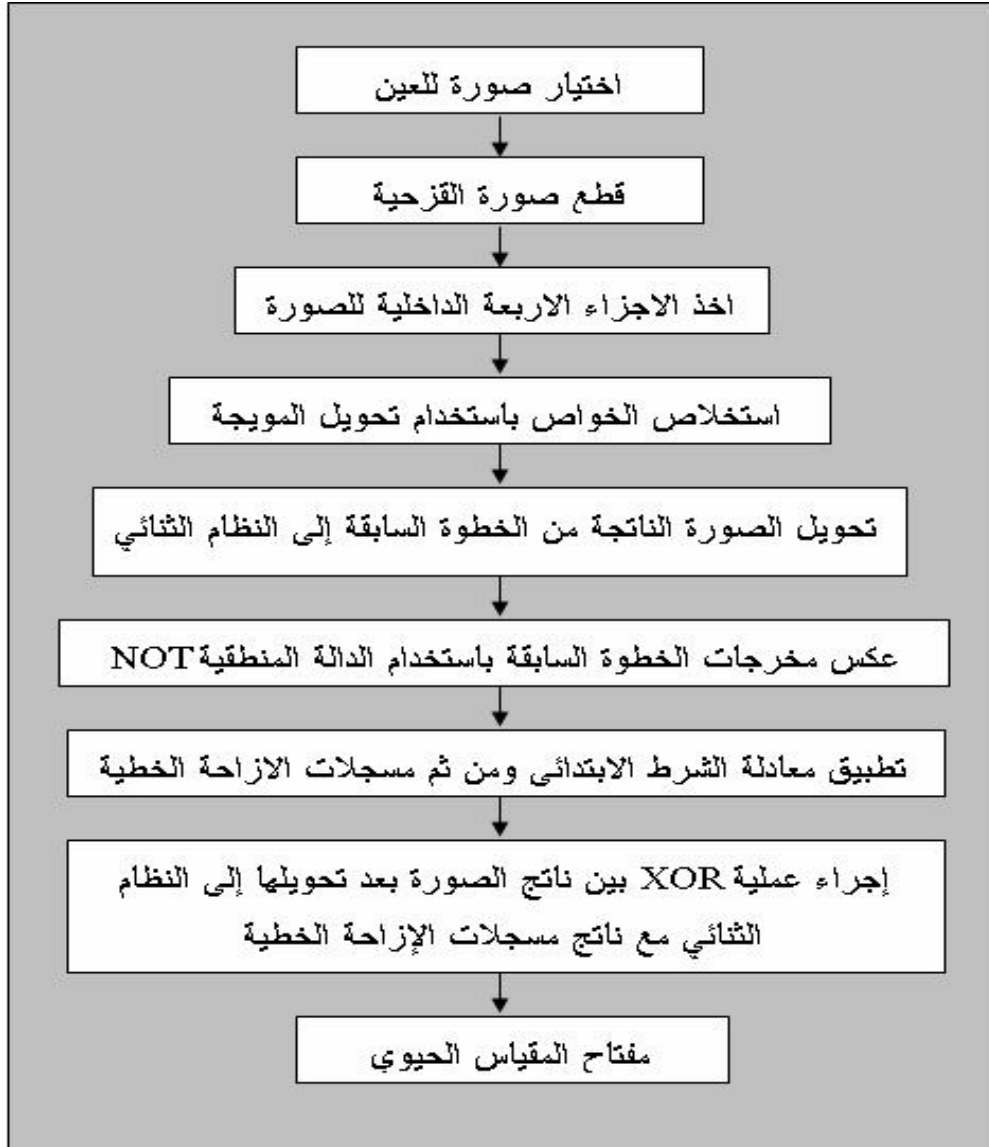 اختيار صورة للعين
قطع صورة القزحية
اخذ الاجزاء الاربعة الداخلية للصورة
استخلاص الخواص باستخدام تحويل المويجة
تحويل الصورة الناتجة من الخطوة السابقة إلى النظام الثنائي
عكس مخرجات الخطوة السابقة باستخدام الدالة المنطقية NOT
تطبيق معادلة الشرط الابتدائي ومن ثم مسجلات الازاحة الخطية
إجراء عملية XOR بين ناتج الصورة بعد تحويلها إلى النظام
الثنائي مع ناتج مسجلات الإزاحة الخطية
مفتاح المقياس الحيوي